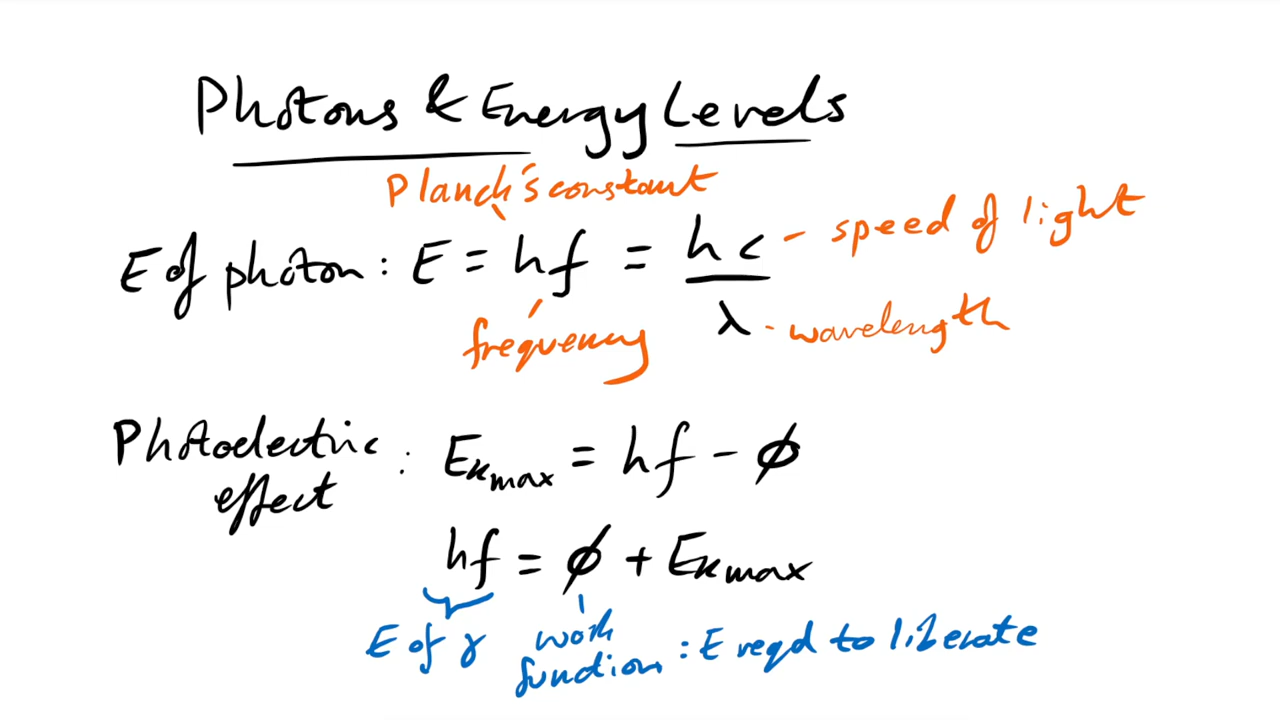 Photons & Energy Levels
Planck's constant
E of photon: E = hf = hc/λ - speed of light
frequency
- wavelength
Photoelectric effect : EKmax = hf - ϕ
hf = ϕ + EKmax
E of γ
work function : E reqd to liberate